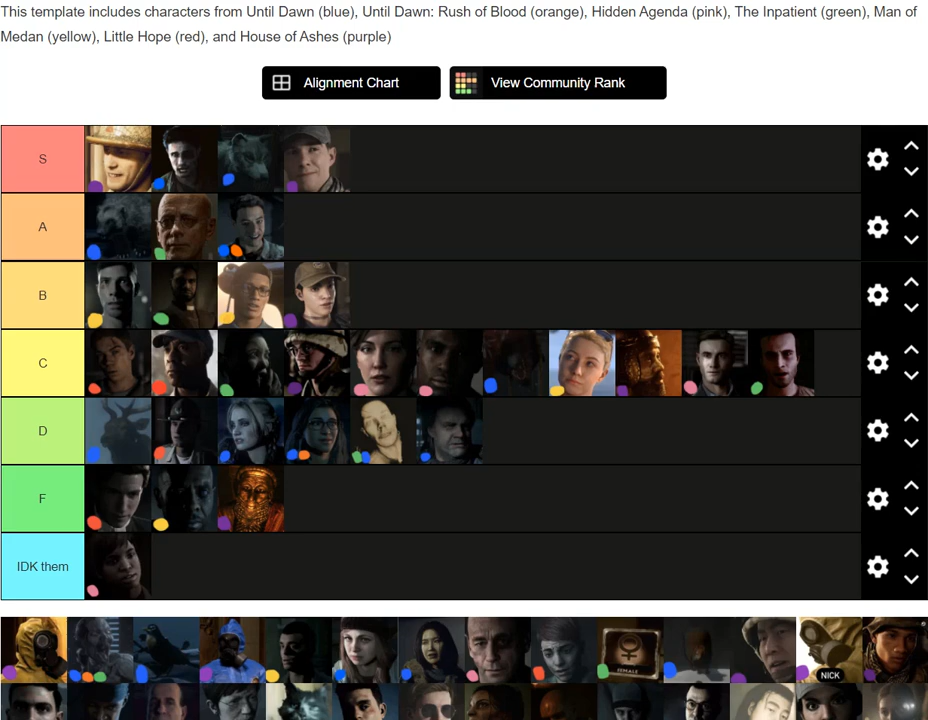 This template includes characters from Until Dawn (blue), Until Dawn: Rush of Blood (orange), Hidden Agenda (pink), The Inpatient (green), Man of
Medan (yellow), Little Hope (red), and House of Ashes (purple)
Alignment Chart
View Community Rank
S
A
B
C
D
F
IDK them
FEMALE
NICK